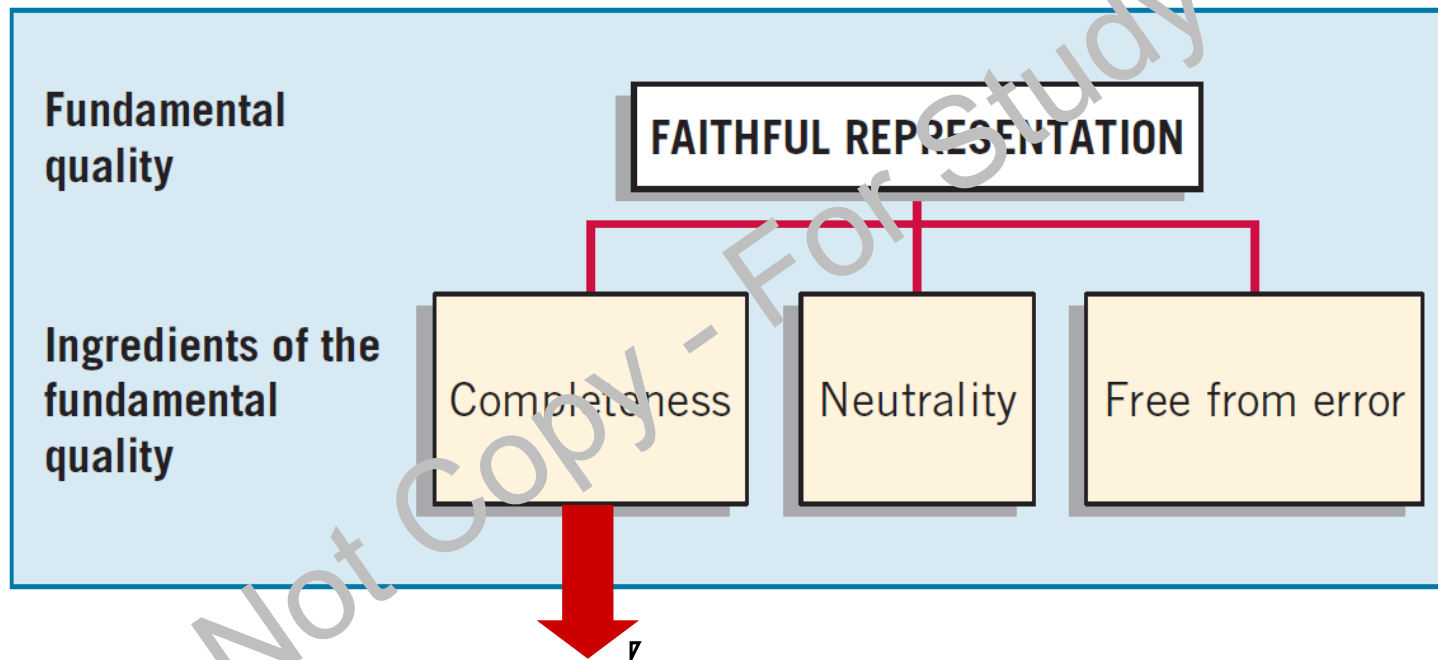 Fundamental
quality
FAITHFUL REPRESENTATION
Ingredients of the
fundamental
quality
Completeness
Neutrality
Free from error
Not Copy - For Study